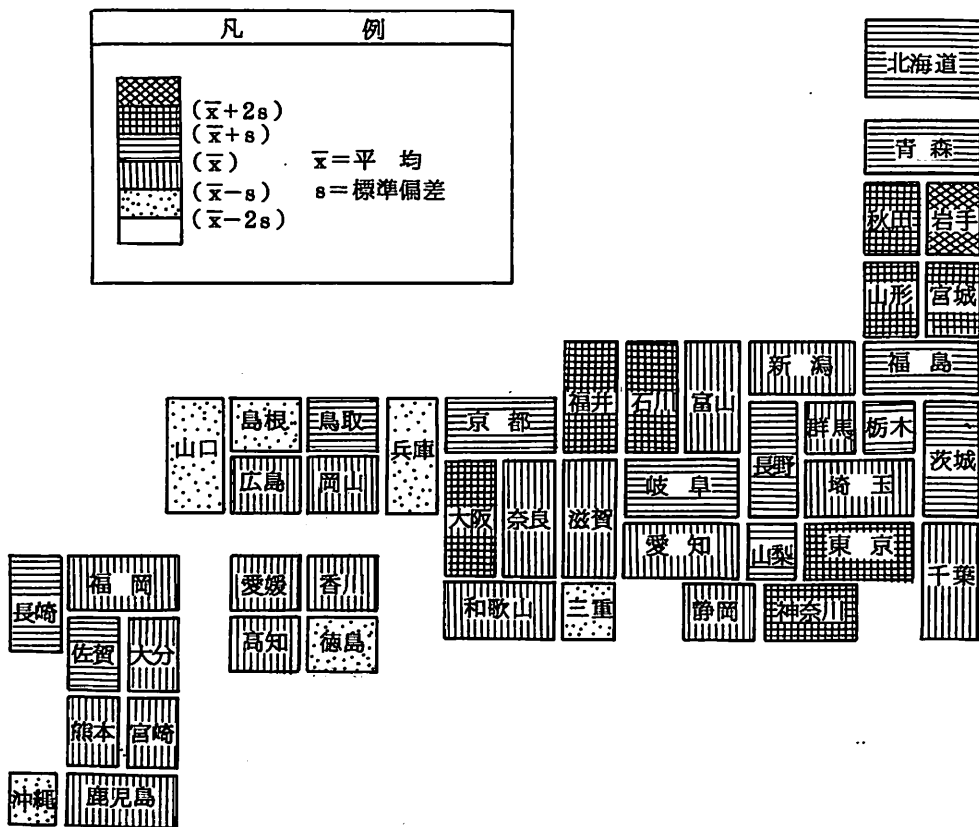 凡 例
(x̄+2s)
(x̄+s)
(x̄) x̄=平 均
(x̄-s) s=標準偏差
(x̄-2s)
北海道
青森
秋田 岩手
山形 宮城
新潟 福島
福井 石川 富山
島根 鳥取 京都 群馬 栃木
山口 兵庫 長野 茨城
広島 岡山 岐阜 埼玉
大阪 奈良 滋賀 愛知 山梨 東京
千葉
愛媛 香川 和歌山 三重 静岡 神奈川
長崎 福岡
高知 徳島
佐賀 大分
熊本 宮崎
沖縄 鹿児島